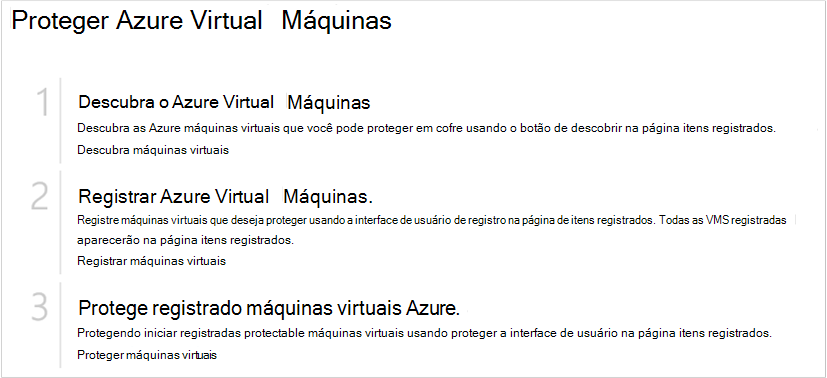 Proteger Azure Virtual Máquinas
1 Descubra o Azure Virtual Máquinas
Descubra as Azure máquinas virtuais que você pode proteger em cofre usando o botão de descobrir na página itens registrados.
Descubra máquinas virtuais
2 Registrar Azure Virtual Máquinas.
Registre máquinas virtuais que deseja proteger usando a interface de usuário de registro na página de itens registrados. Todas as VMS registradas
aparecerão na página itens registrados.
Registrar máquinas virtuais
3 Protege registrado máquinas virtuais Azure.
Protegendo iniciar registradas protectable máquinas virtuais usando proteger a interface de usuário na página itens registrados.
Proteger máquinas virtuais